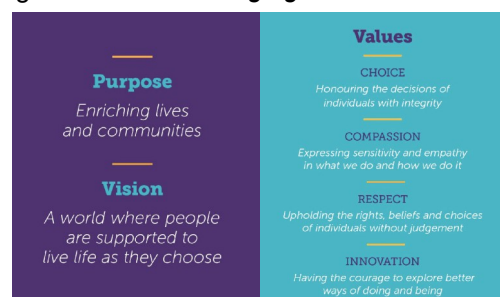 Purpose
Enriching lives
and communities
Vision
A world where people
are supported to
live life as they choose
Values
CHOICE
Honouring the decisions of
individuals with integrity
COMPASSION
Expressing sensitivity and empathy
in what we do and how we do it
RESPECT
Upholding the rights, beliefs and choices
of individuals without judgement
INNOVATION
Having the courage to explore better
ways of doing and being